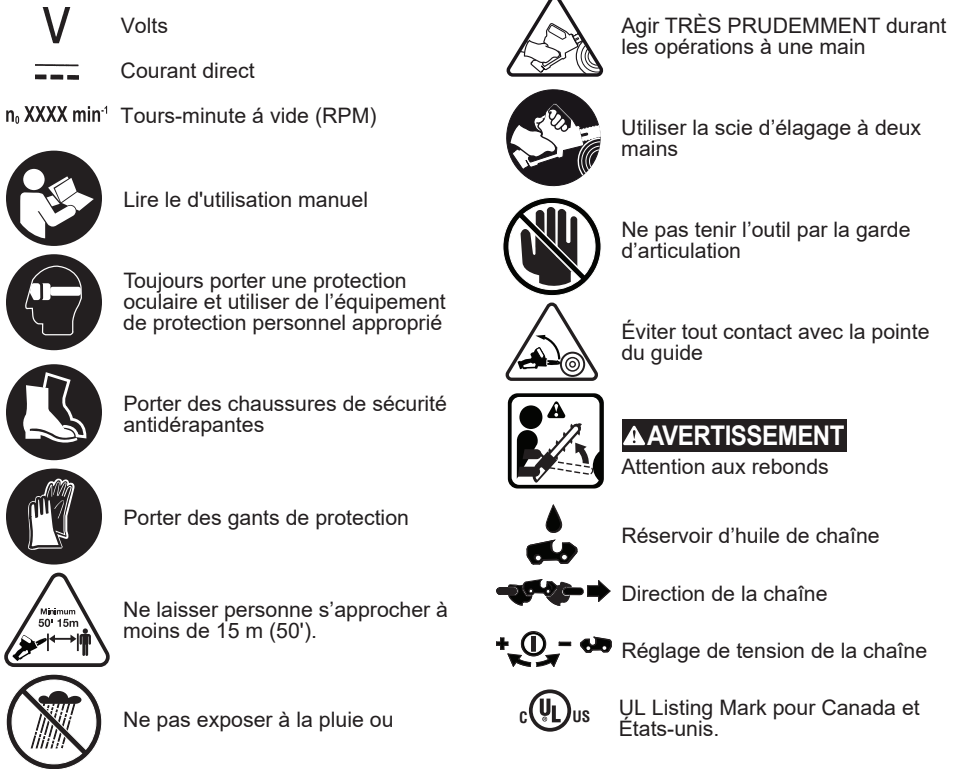 V Volts
Courant direct
n₀ XXXX min⁻¹ Tours-minute á vide (RPM)
Lire le d'utilisation manuel
Toujours porter une protection
oculaire et utiliser de l’équipement
de protection personnel approprié
Porter des chaussures de sécurité
antidérapantes
Porter des gants de protection
Minimum
50' 15m
Ne laisser personne s’approcher à
moins de 15 m (50').
Ne pas exposer à la pluie ou
Agir TRÈS PRUDEMMENT durant
les opérations à une main
Utiliser la scie d’élagage à deux
mains
Ne pas tenir l’outil par la garde
d’articulation
Éviter tout contact avec la pointe
du guide
AVERTISSEMENT
Attention aux rebonds
Réservoir d’huile de chaîne
Direction de la chaîne
+ – Réglage de tension de la chaîne
c UL ® US UL Listing Mark pour Canada et
États-unis.